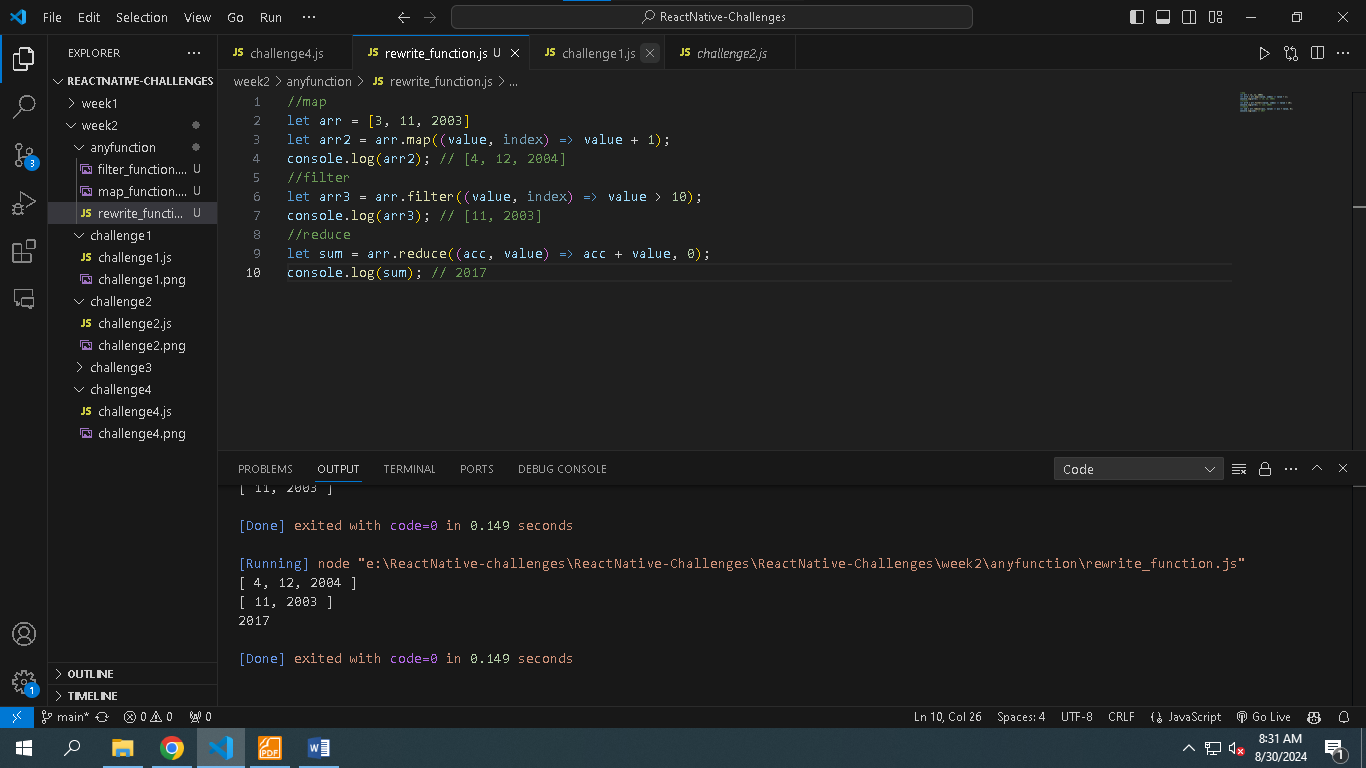 File Edit Selection View Go Run ··· ReactNative-Challenges
EXPLORER ···
REACTNATIVE-CHALLENGES
week1
week2
anyfunction
filter_function.... U
map_function.... U
JS rewrite_functi... U
challenge1
JS challenge1.js
challenge1.png
challenge2
JS challenge2.js
challenge2.png
challenge3
challenge4
JS challenge4.js
challenge4.png
OUTLINE
TIMELINE
JS challenge4.js JS rewrite_function.js U JS challenge1.js JS challenge2.js
week2 > anyfunction > JS rewrite_function.js > ...
1 //map
2 let arr = [3, 11, 2003]
3 let arr2 = arr.map((value, index) => value + 1);
4 console.log(arr2); // [4, 12, 2004]
5 //filter
6 let arr3 = arr.filter((value, index) => value > 10);
7 console.log(arr3); // [11, 2003]
8 //reduce
9 let sum = arr.reduce((acc, value) => acc + value, 0);
10 console.log(sum); // 2017
PROBLEMS OUTPUT TERMINAL PORTS DEBUG CONSOLE Code
[ 11, 2003 ]
[Done] exited with code=0 in 0.149 seconds
[Running] node "e:\ReactNative-challenges\ReactNative-Challenges\ReactNative-Challenges\week2\anyfunction\rewrite_function.js"
[ 4, 12, 2004 ]
[ 11, 2003 ]
2017
[Done] exited with code=0 in 0.149 seconds
3
1
main* 0 0 0 Ln 10, Col 26 Spaces: 4 UTF-8 CRLF JavaScript Go Live
PDF W 8:31 AM
8/30/2024 1